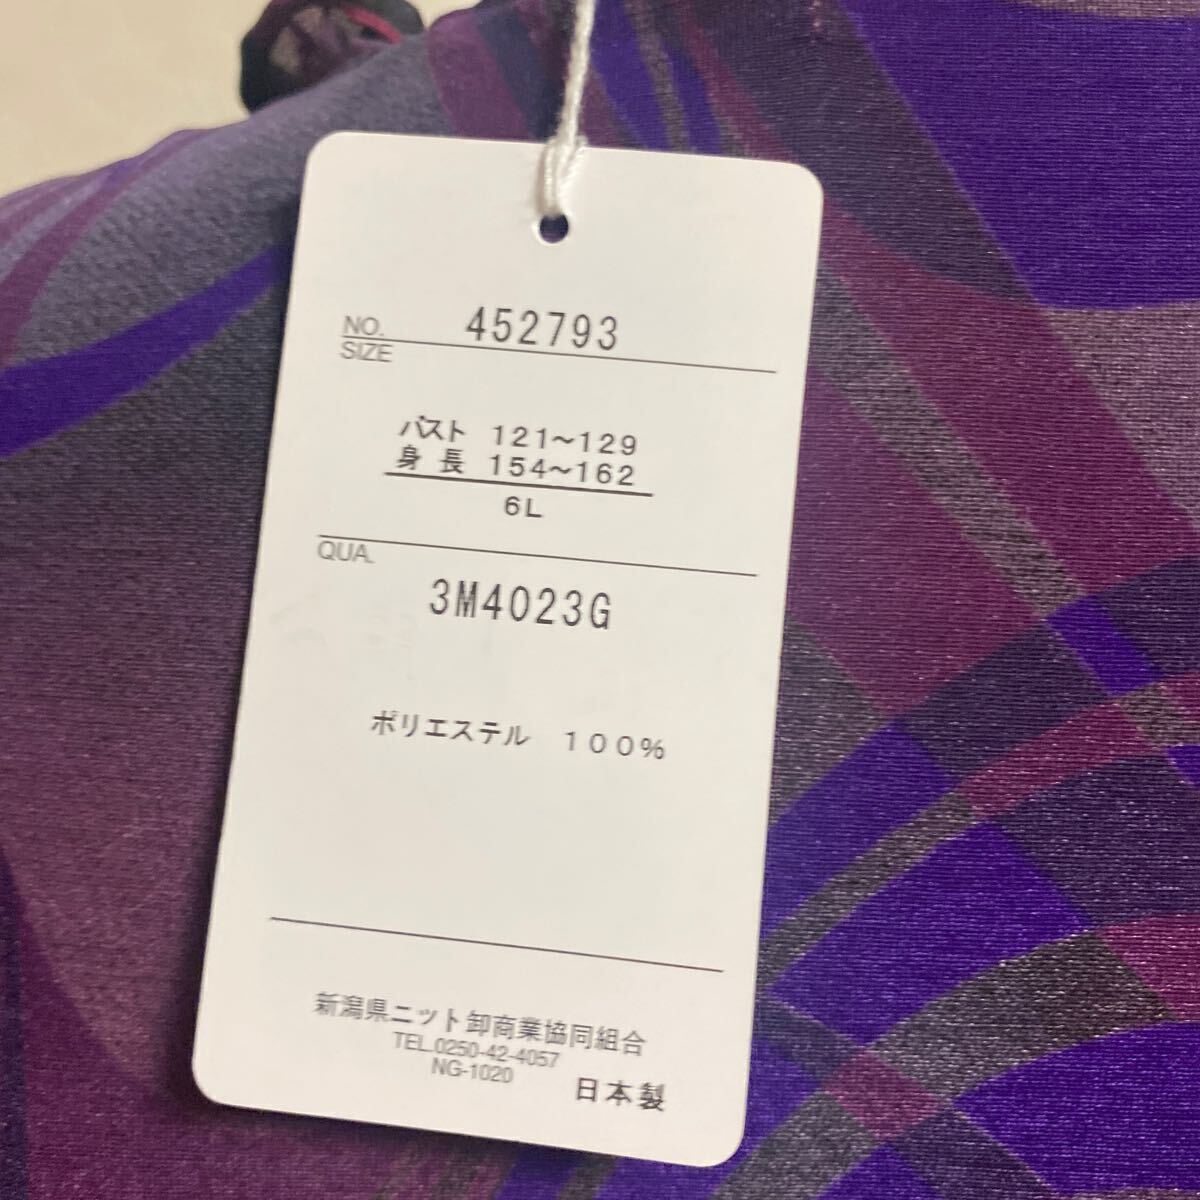 NO. 452793
SIZE
バスト 121～129
身長 154～162
6L
QUA.
3M4023G
ポリエステル 100%
新潟県ニット卸商業協同組合
TEL.0250-42-4057
NG-1020
日本製